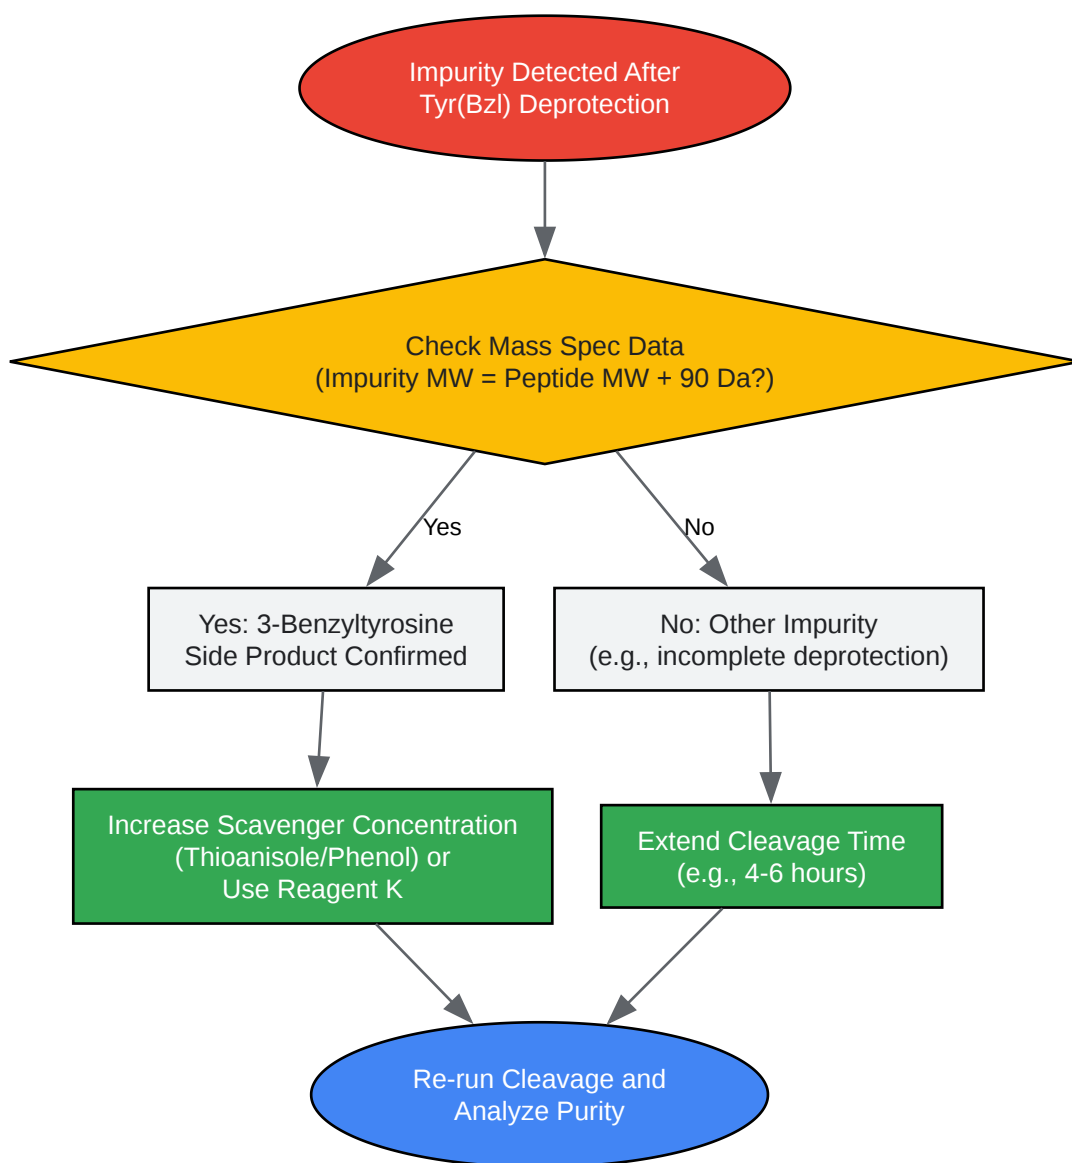 Impurity Detected After
Tyr(Bzl) Deprotection
Check Mass Spec Data
(Impurity MW = Peptide MW + 90 Da?)
Yes
No
Yes: 3-Benzyltyrosine
Side Product Confirmed
No: Other Impurity
(e.g., incomplete deprotection)
Increase Scavenger Concentration
(Thioanisole/Phenol) or
Use Reagent K
Extend Cleavage Time
(e.g., 4-6 hours)
Re-run Cleavage and
Analyze Purity